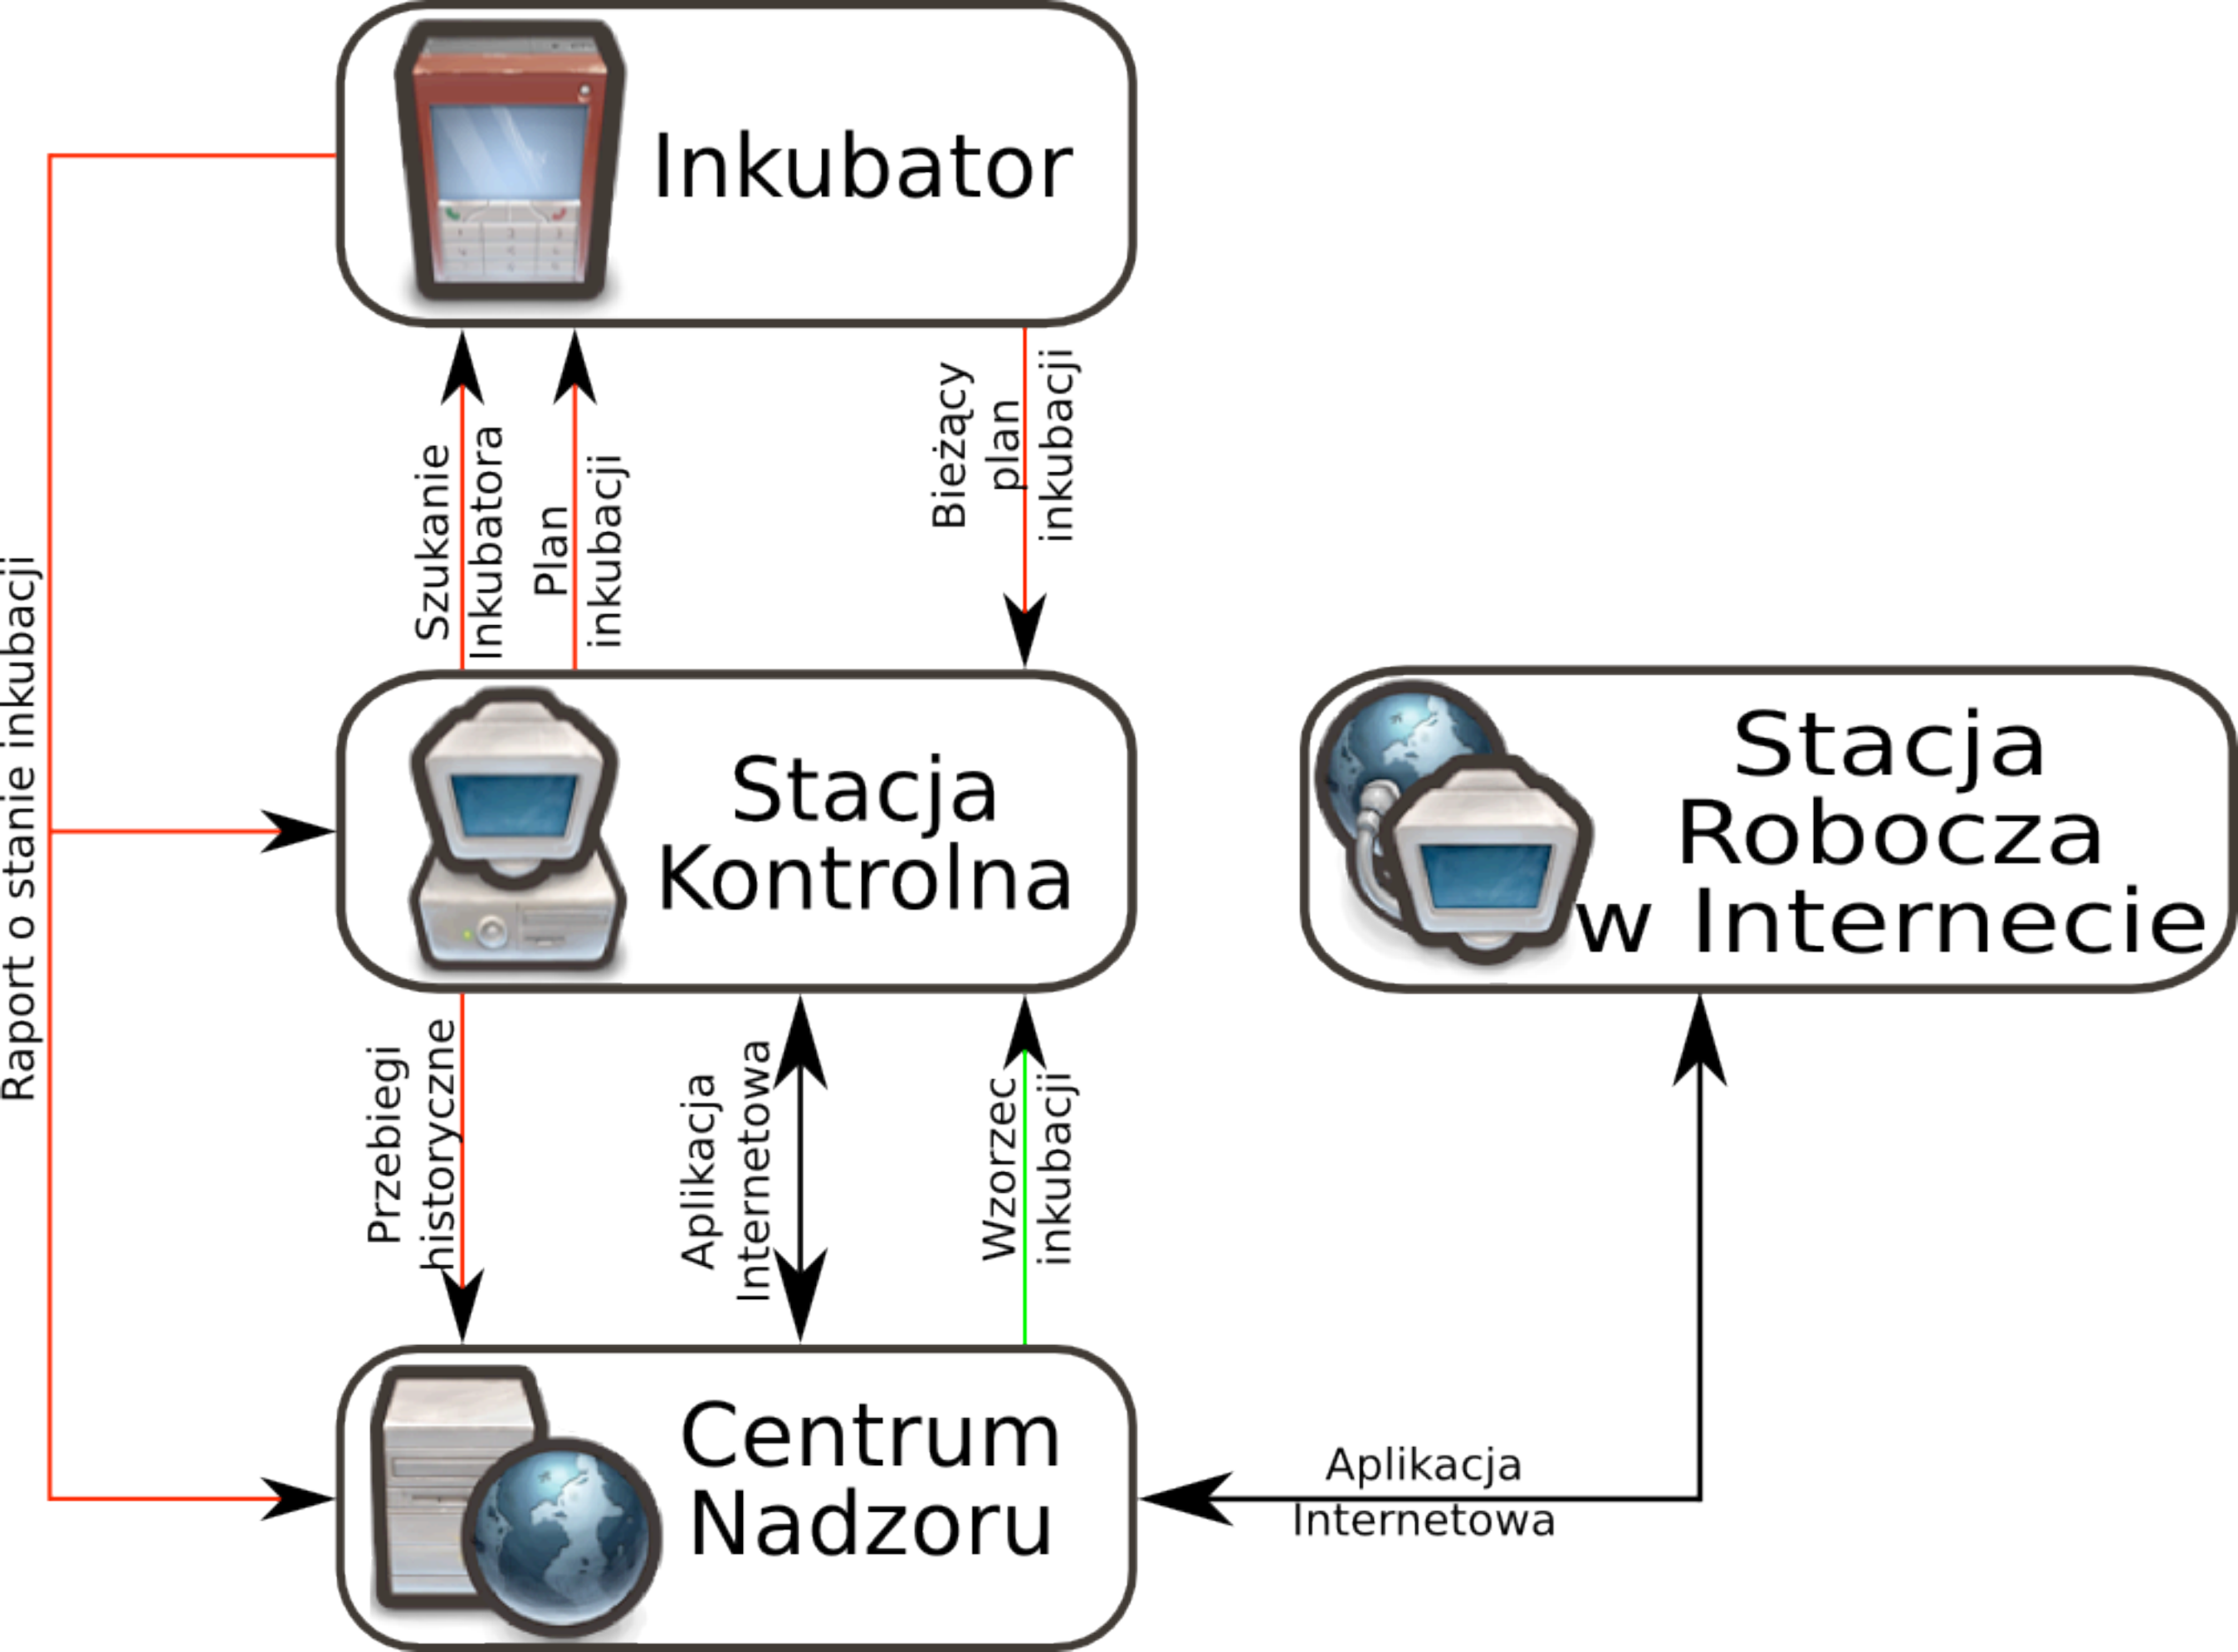 Inkubator
Szukanie
Inkubatora
Plan
inkubacji
Bieżący
plan
inkubacji
Raport o stanie inkubacji
Stacja
Kontrolna
Stacja
Robocza
w Internecie
Przebiegi
historyczne
Aplikacja
Internetowa
Wzorzec
inkubacji
Centrum
Nadzoru
Aplikacja
Internetowa